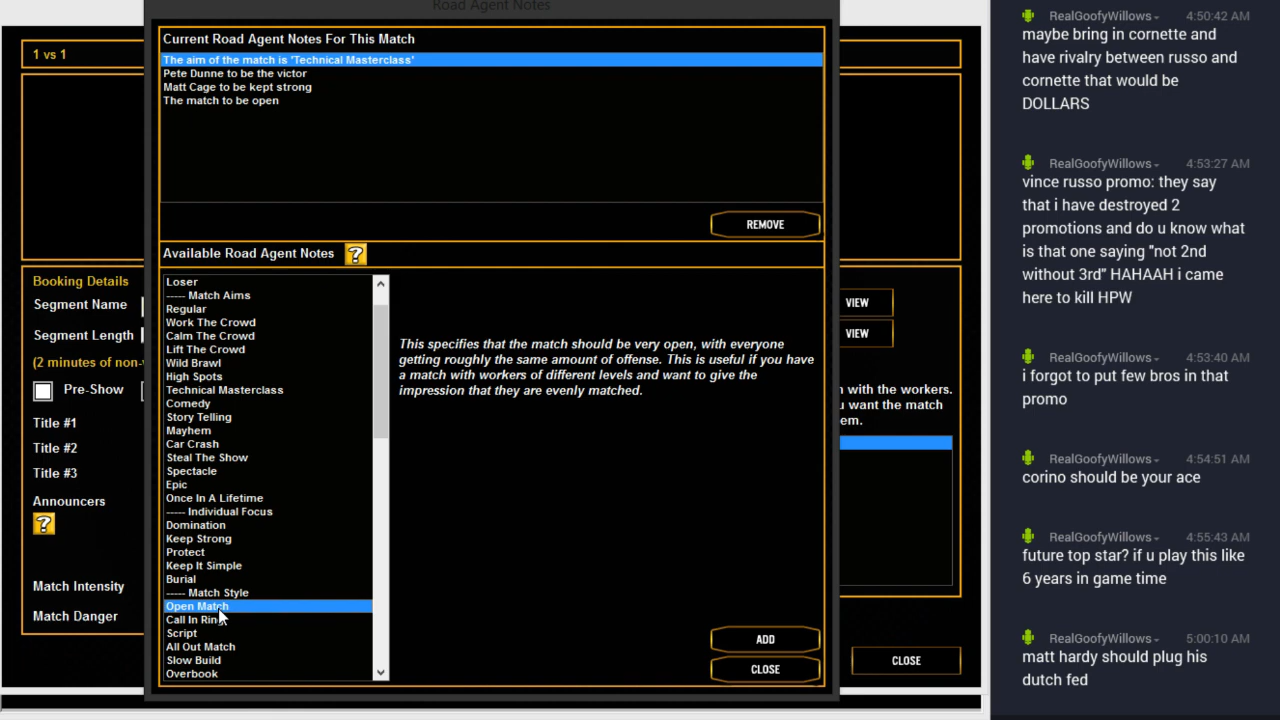 Road Agent Notes
Current Road Agent Notes For This Match
The aim of the match is 'Technical Masterclass'
Pete Dunne to be the victor
Matt Cage to be kept strong
The match to be open
REMOVE
Available Road Agent Notes ?
Loser
----- Match Aims
Regular
Work The Crowd
Calm The Crowd
Lift The Crowd
Wild Brawl
High Spots
Technical Masterclass
Comedy
Story Telling
Mayhem
Car Crash
Steal The Show
Spectacle
Epic
Once In A Lifetime
----- Individual Focus
Domination
Keep Strong
Protect
Keep It Simple
Burial
----- Match Style
Open Match
Call In Ring
Script
All Out Match
Slow Build
Overbook
This specifies that the match should be very open, with everyone
getting roughly the same amount of offense. This is useful if you have
a match with workers of different levels and want to give the
impression that they are evenly matched.
ADD
CLOSE
1 vs 1
Booking Details
Segment Name
Segment Length
(2 minutes of non-
Pre-Show
Title #1
Title #2
Title #3
Announcers
?
Match Intensity
Match Danger
VIEW
VIEW
with the workers.
want the match
em.
CLOSE
RealGoofyWillows 4:50:42 AM
maybe bring in cornette and
have rivalry between russo and
cornette that would be
DOLLARS
RealGoofyWillows 4:53:27 AM
vince russo promo: they say
that i have destroyed 2
promotions and do u know what
is that one saying "not 2nd
without 3rd" HAHAAH i came
here to kill HPW
RealGoofyWillows 4:53:40 AM
i forgot to put few bros in that
promo
RealGoofyWillows 4:54:51 AM
corino should be your ace
RealGoofyWillows 4:55:43 AM
future top star? if u play this like
6 years in game time
RealGoofyWillows 5:00:10 AM
matt hardy should plug his
dutch fed